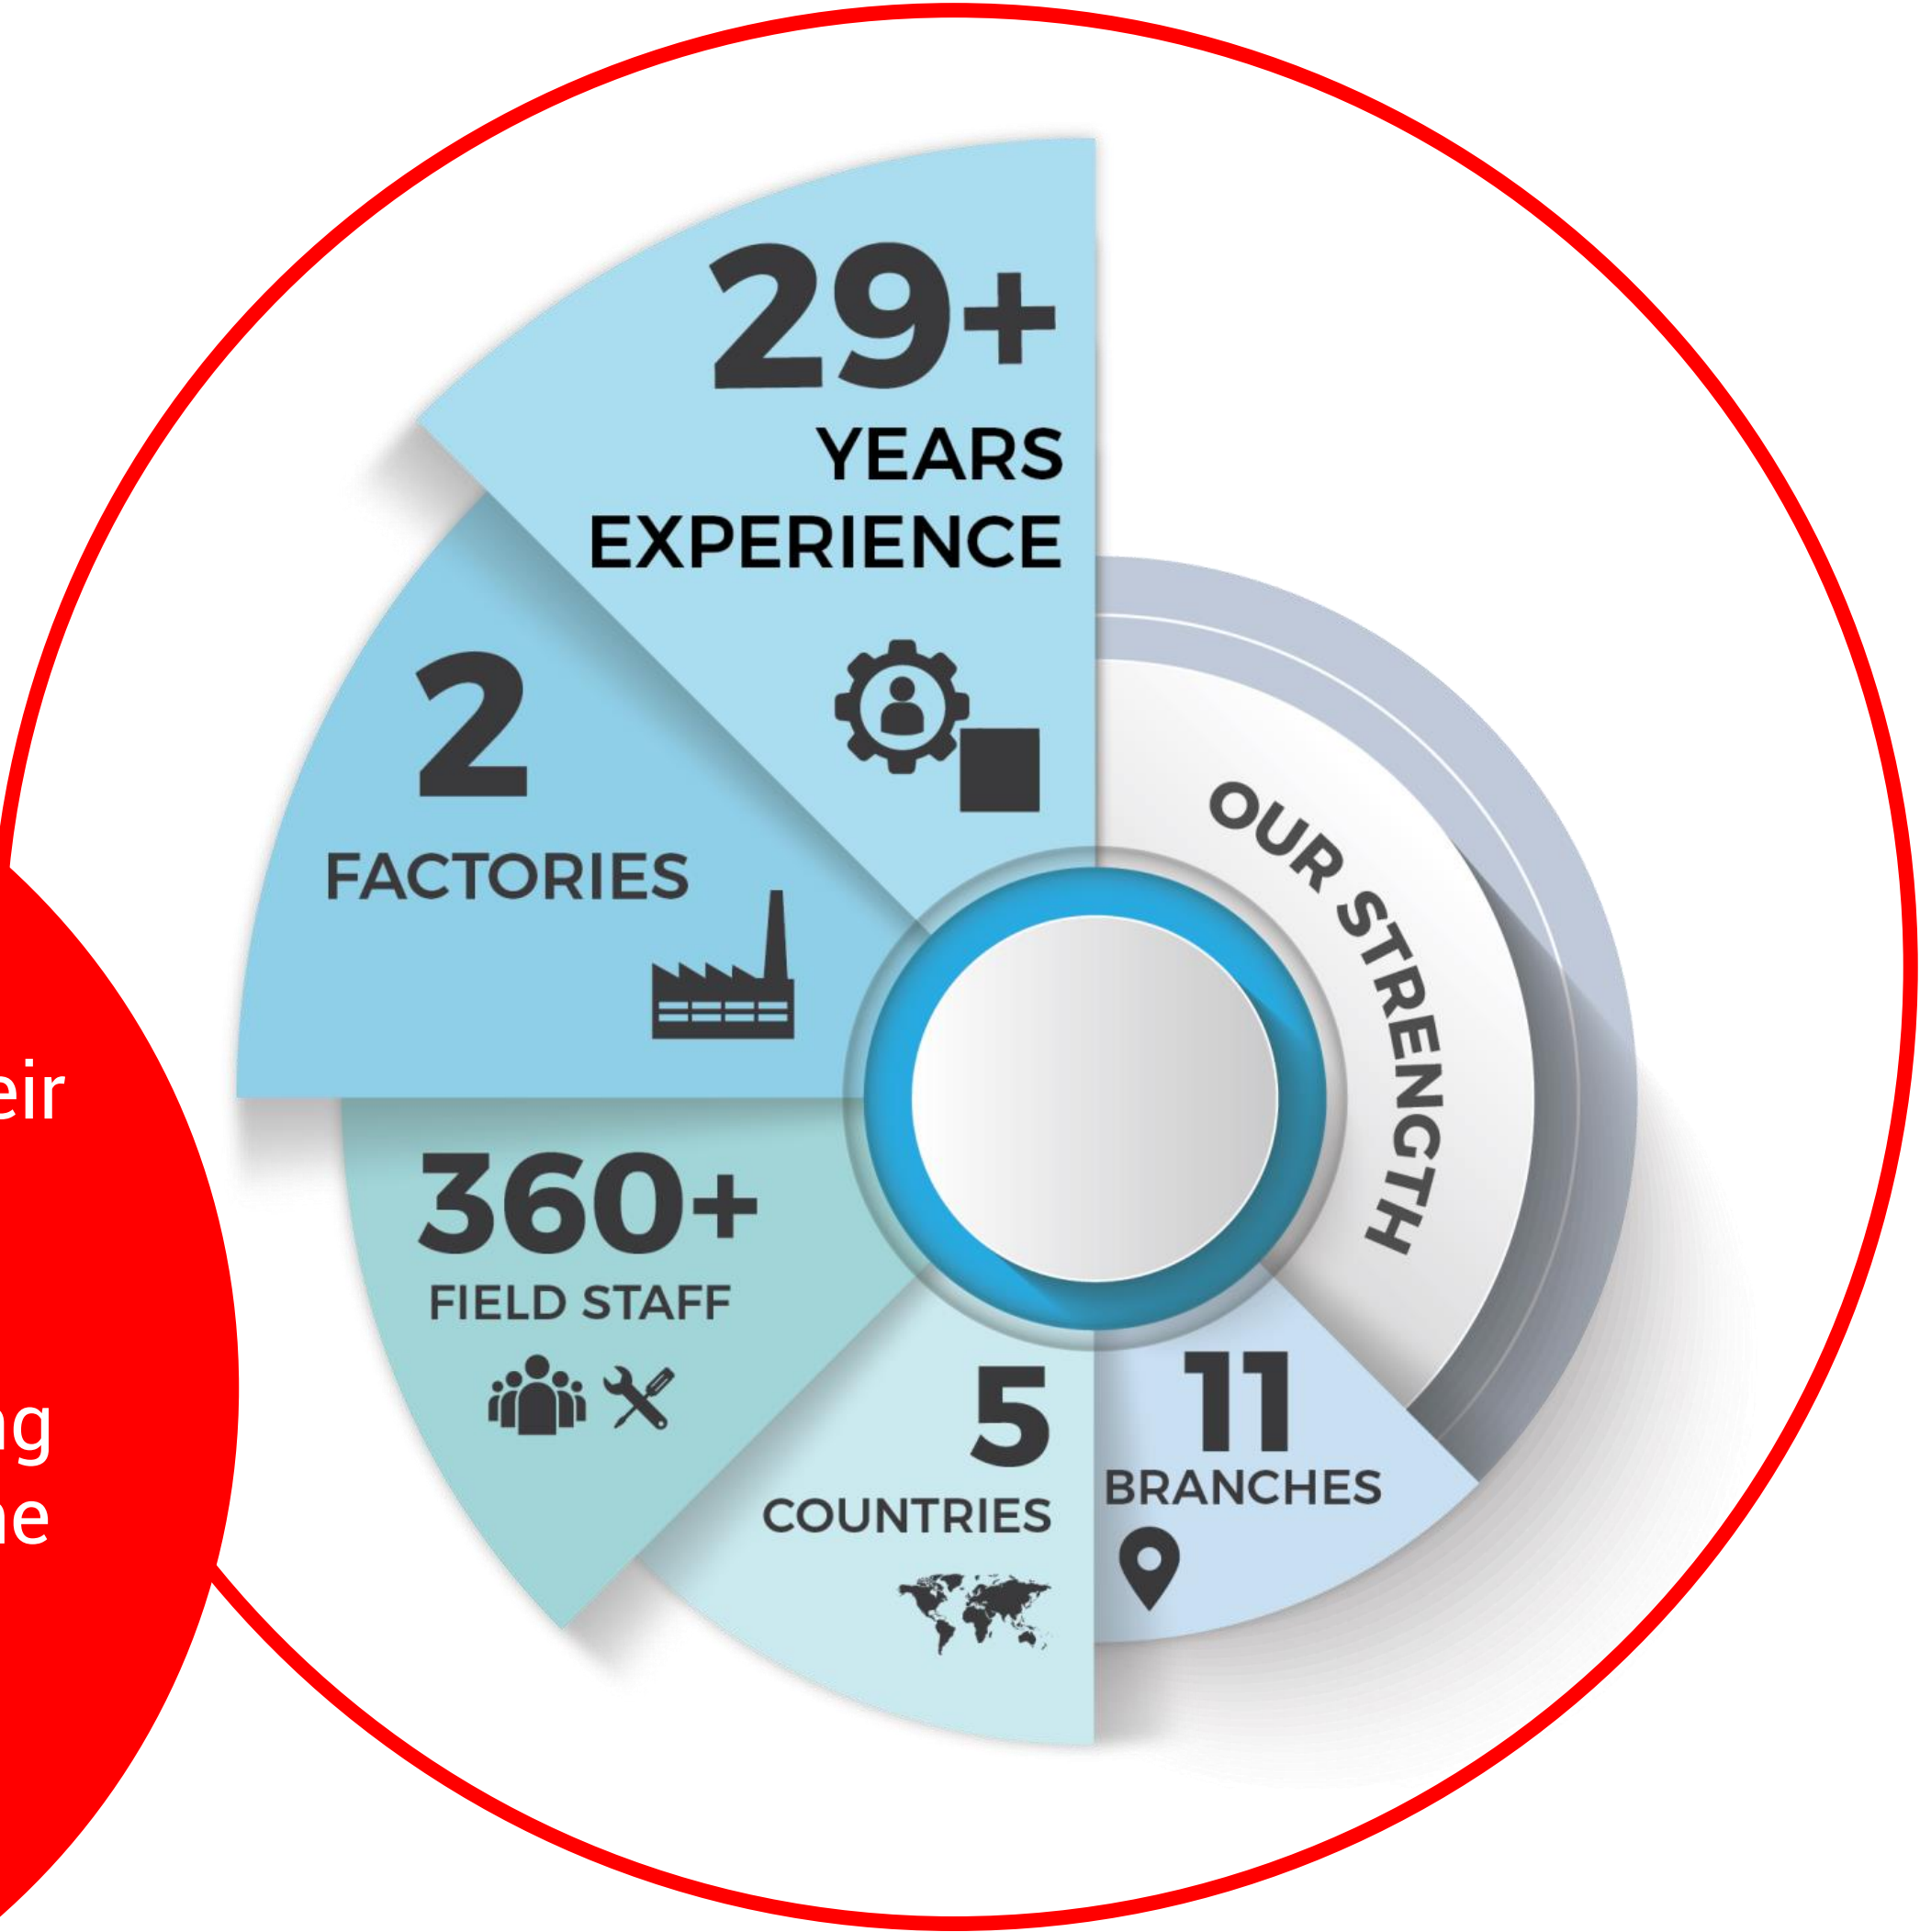 29+
YEARS
EXPERIENCE
2
FACTORIES
360+
FIELD STAFF
5
COUNTRIES
11
BRANCHES
OUR STRENGTH